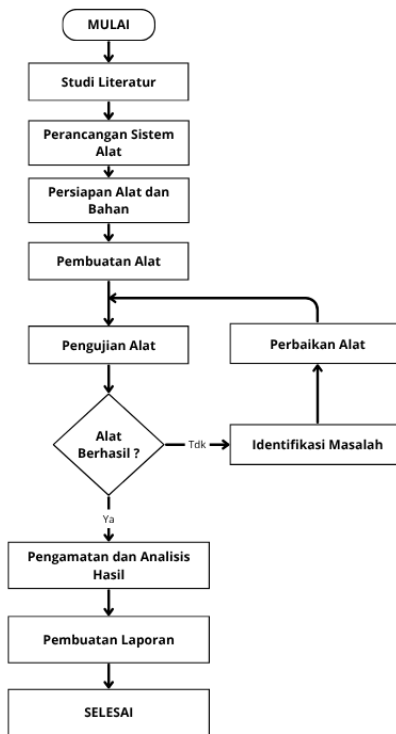 MULAI
Studi Literatur
Perancangan Sistem
Alat
Persiapan Alat dan
Bahan
Pembuatan Alat
Pengujian Alat
Perbaikan Alat
Alat
Berhasil ?
Tdk
Identifikasi Masalah
Ya
Pengamatan dan Analisis
Hasil
Pembuatan Laporan
SELESAI